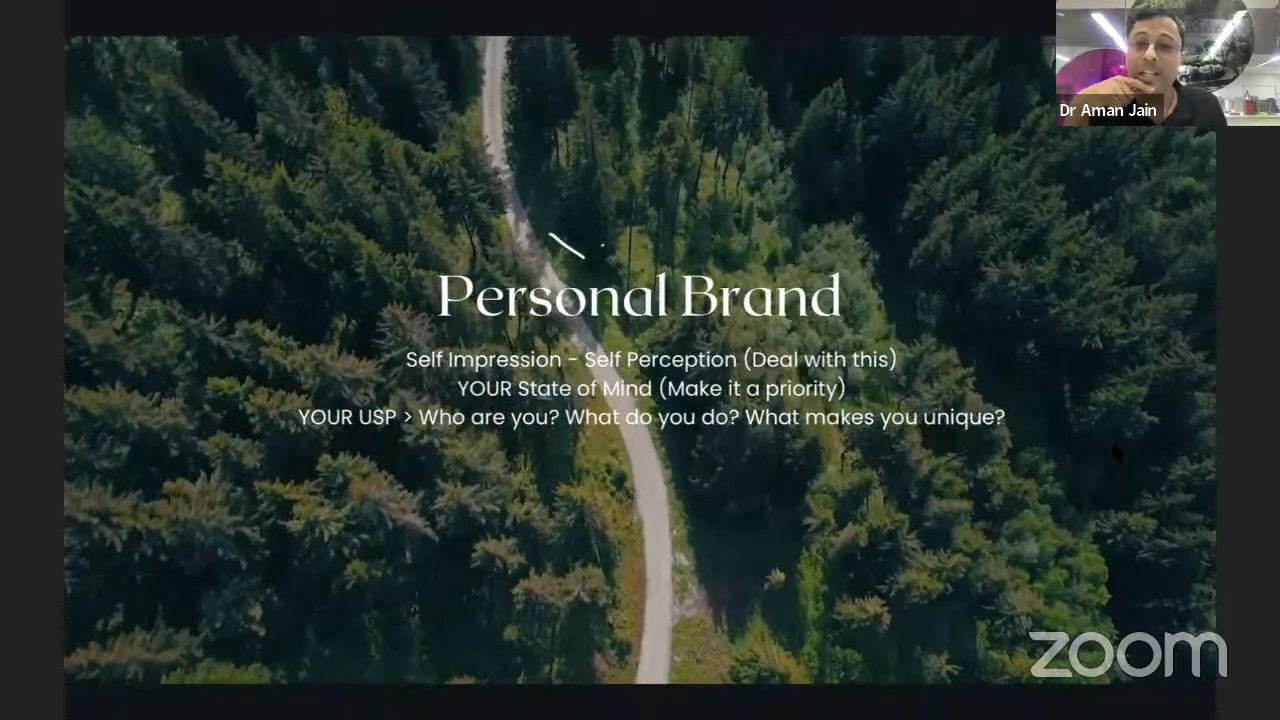 Dr Aman Jain
Personal Brand
Self Impression - Self Perception (Deal with this)
YOUR State of Mind (Make it a priority)
YOUR USP > Who are you? What do you do? What makes you unique?
zoom